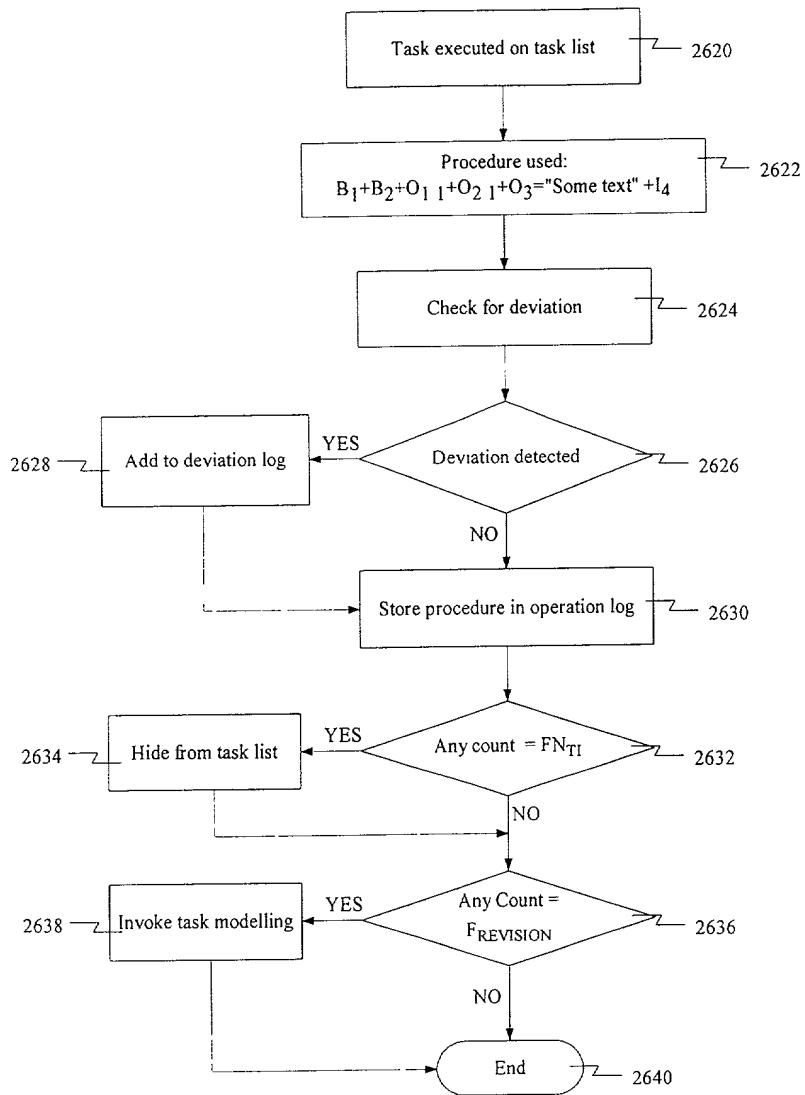 Task executed on task list
2620
Procedure used:
B1+B2+O1 1+O2 1+O3="Some text" +I4
2622
Check for deviation
2624
Deviation detected
2626
YES
Add to deviation log
2628
NO
Store procedure in operation log
2630
Any count = FNTI
2632
YES
Hide from task list
2634
NO
Any Count =
FREVISION
2636
YES
Invoke task modelling
2638
NO
End
2640